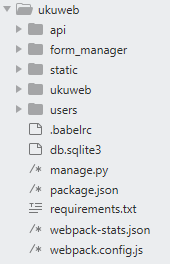 ukuweb
api
form_manager
static
ukuweb
users
.babelrc
db.sqlite3
/* manage.py
/* package.json
requirements.txt
/* webpack-stats.json
/* webpack.config.js